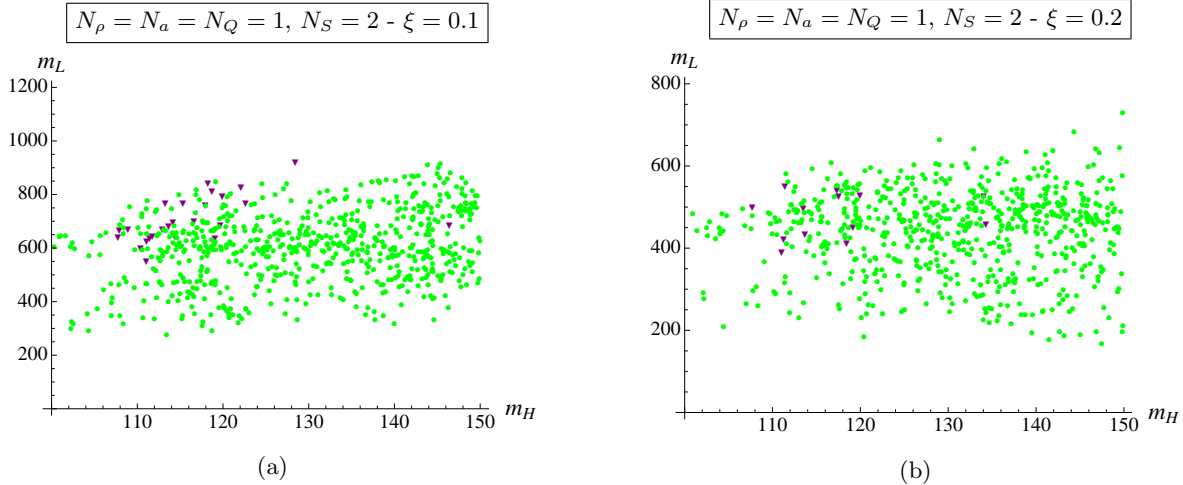 N_ρ = N_a = N_Q = 1, N_S = 2 - ξ = 0.1
m_L
1200
1000
800
600
400
200
110 120 130 140 150
m_H
(a)
N_ρ = N_a = N_Q = 1, N_S = 2 - ξ = 0.2
m_L
800
600
400
200
110 120 130 140 150
m_H
(b)